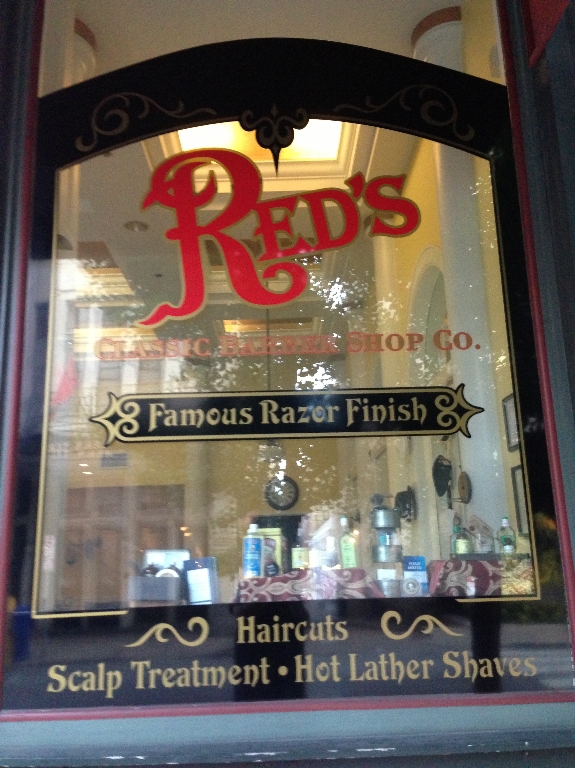 RED'S
CLASSIC BARBER SHOP CO.
Famous Razor Finish
Haircuts
Scalp Treatment • Hot Lather Shaves